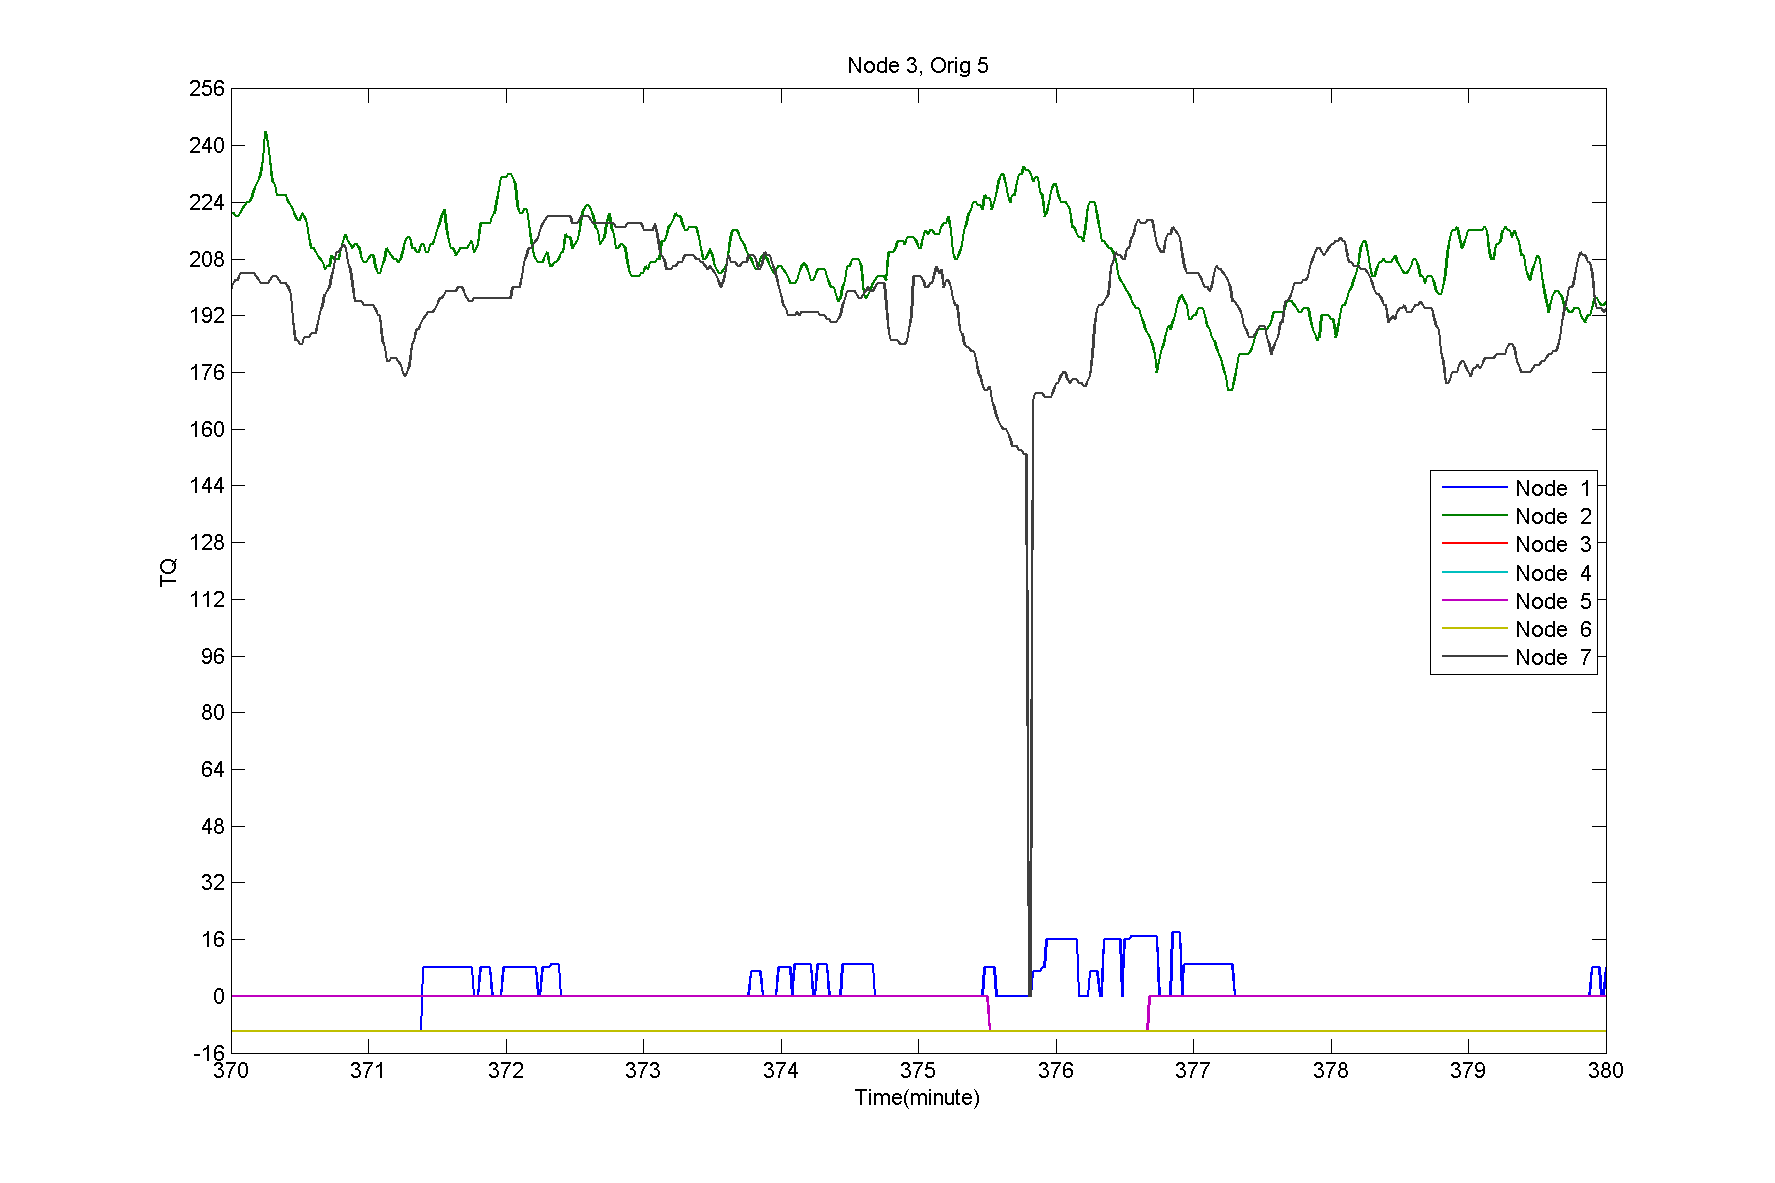 Node 3, Orig 5
256
240
224
208
192
176
160
144
128
112
96
80
64
48
32
16
0
-16
TQ
Node 1
Node 2
Node 3
Node 4
Node 5
Node 6
Node 7
370 371 372 373 374 375 376 377 378 379 380
Time(minute)